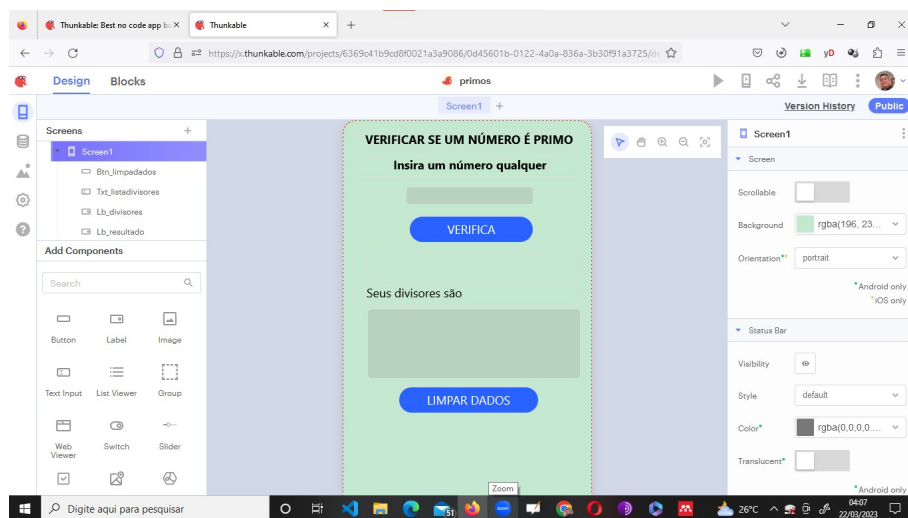 Thunkable: Best no code app bu
Thunkable
https://x.thunkable.com/projects/6369c41b9cd8f0021a3a9086/0d45601b-0122-4a0a-836a-3b30f91a3725/de
yD
Design
Blocks
primos
Screen1
Version History
Public
Screens
Screen1
Btn_limpadados
Txt_listadivisores
Lb_divisores
Lb_resultado
Add Components
Search
Button
Label
Image
Text Input
List Viewer
Group
Web
Viewer
Switch
Slider
VERIFICAR SE UM NÚMERO É PRIMO
Insira um número qualquer
VERIFICA
Seus divisores são
LIMPAR DADOS
Screen1
Screen
Scrollable
Background
rgba(196, 23...
Orientation**
portrait
*Android only
*iOS only
Status Bar
Visibility
Style
default
Color*
rgba(0,0,0,0....
Translucent*
*Android only
Zoom
Digite aqui para pesquisar
51
zoom
26°C
04:07
22/03/2023